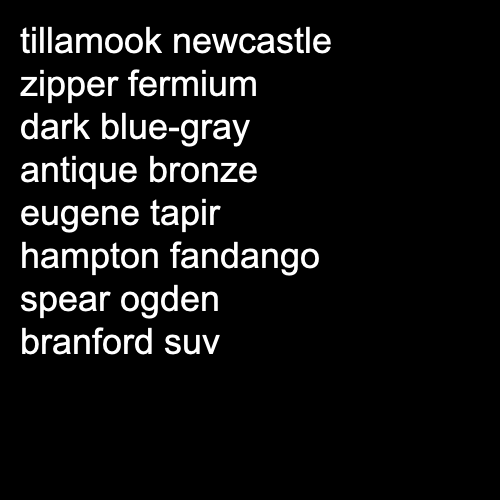 tillamook newcastle
zipper fermium
dark blue-gray
antique bronze
eugene tapir
hampton fandango
spear ogden
branford suv